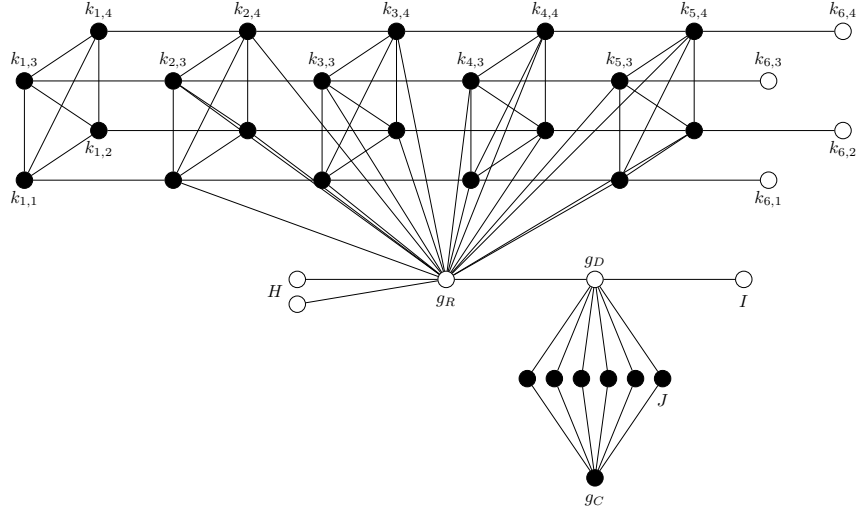 k1,4 k2,4 k3,4 k4,4 k5,4 k6,4
k1,3 k2,3 k3,3 k4,3 k5,3 k6,3
k1,2 k6,2
k1,1 k6,1
gD
H gR I
J
gC